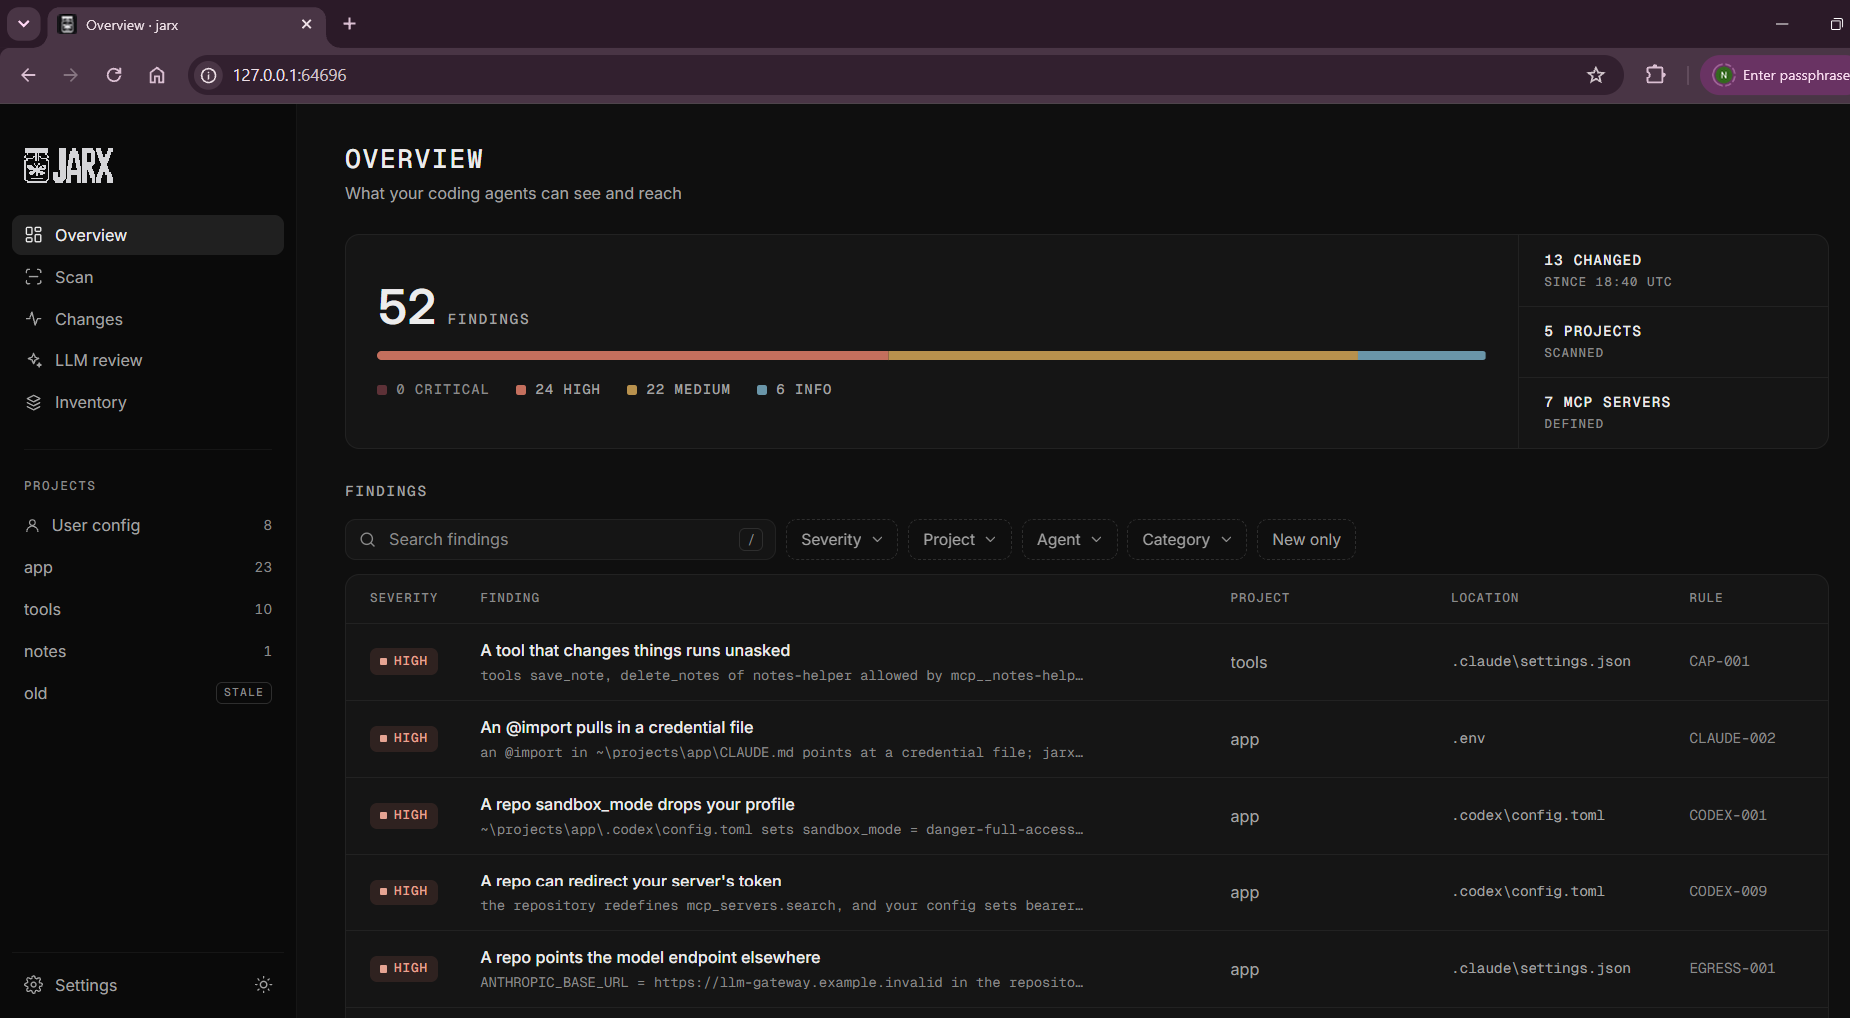 Overview · jarx
127.0.0.1:64696
N Enter passphrase
JARX
Overview
Scan
Changes
LLM review
Inventory
PROJECTS
User config 8
app 23
tools 10
notes 1
old STALE
Settings
OVERVIEW
What your coding agents can see and reach
52 FINDINGS
0 CRITICAL 24 HIGH 22 MEDIUM 6 INFO
13 CHANGED
SINCE 18:40 UTC
5 PROJECTS
SCANNED
7 MCP SERVERS
DEFINED
FINDINGS
Search findings / Severity Project Agent Category New only
SEVERITY FINDING PROJECT LOCATION RULE
HIGH A tool that changes things runs unasked tools .claude\settings.json CAP-001
tools save_note, delete_notes of notes-helper allowed by mcp__notes-help…
HIGH An @import pulls in a credential file app .env CLAUDE-002
an @import in ~\projects\app\CLAUDE.md points at a credential file; jarx…
HIGH A repo sandbox_mode drops your profile app .codex\config.toml CODEX-001
~\projects\app\.codex\config.toml sets sandbox_mode = danger-full-access…
HIGH A repo can redirect your server's token app .codex\config.toml CODEX-009
the repository redefines mcp_servers.search, and your config sets bearer…
HIGH A repo points the model endpoint elsewhere app .claude\settings.json EGRESS-001
ANTHROPIC_BASE_URL = https://llm-gateway.example.invalid in the reposito…